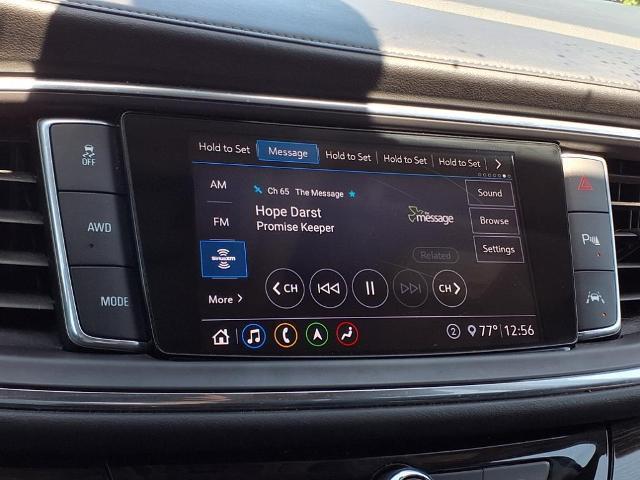 Hold to Set Message Hold to Set Hold to Set Hold to Set
OFF
AWD
MODE
AM
FM
SiriusXM
More
Ch 65 The Message
Hope Darst
Promise Keeper
the message
Related
Sound
Browse
Settings
CH
CH
2 77° 12:56
P